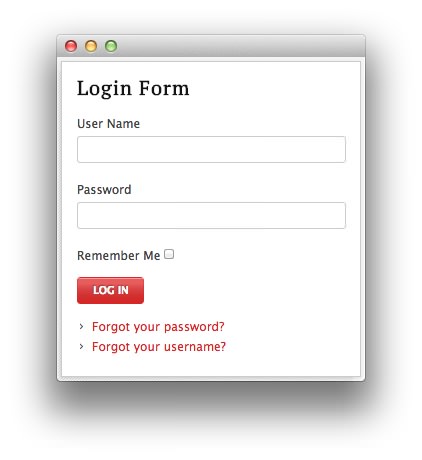 Login Form
User Name
Password
Remember Me
LOG IN
Forgot your password?
Forgot your username?